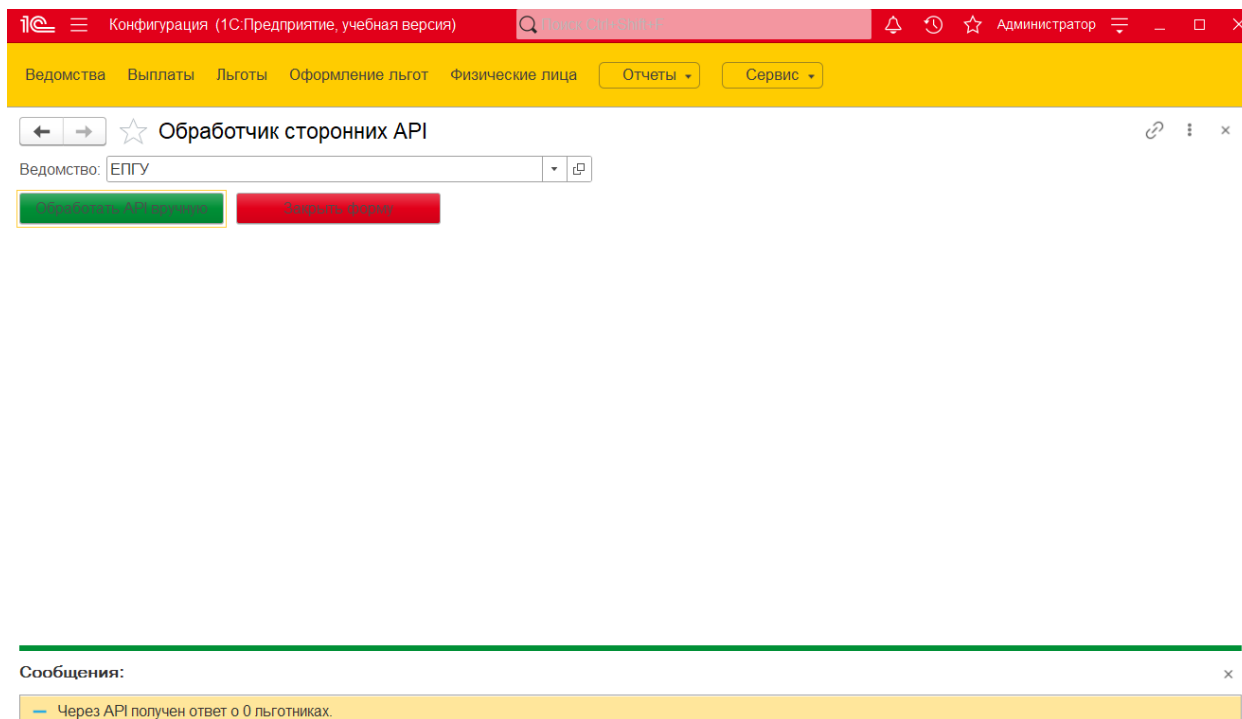 1С Конфигурация (1С:Предприятие, учебная версия) Администратор
Ведомства Выплаты Льготы Оформление льгот Физические лица Отчеты Сервис
Обработчик сторонних API
Ведомство: ЕПГУ
Обработать API вручную Закрыть форму
Сообщения:
Через API получен ответ о 0 льготниках.